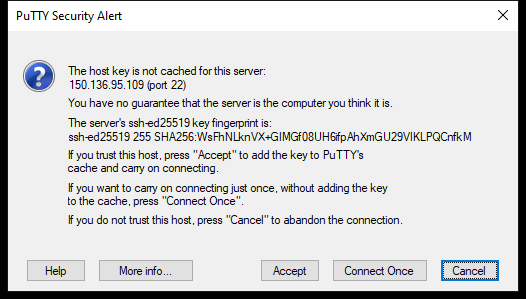 PuTTY Security Alert
The host key is not cached for this server:
150.136.95.109 (port 22)
You have no guarantee that the server is the computer you think it is.
The server's ssh-ed25519 key fingerprint is:
ssh-ed25519 255 SHA256:WsFhNLknVX+GIMGf08UH6ifpAhXmGU29VlKLPQCnfkM
If you trust this host, press "Accept" to add the key to PuTTY's
cache and carry on connecting.
If you want to carry on connecting just once, without adding the key
to the cache, press "Connect Once".
If you do not trust this host, press "Cancel" to abandon the connection.
Help More info... Accept Connect Once Cancel